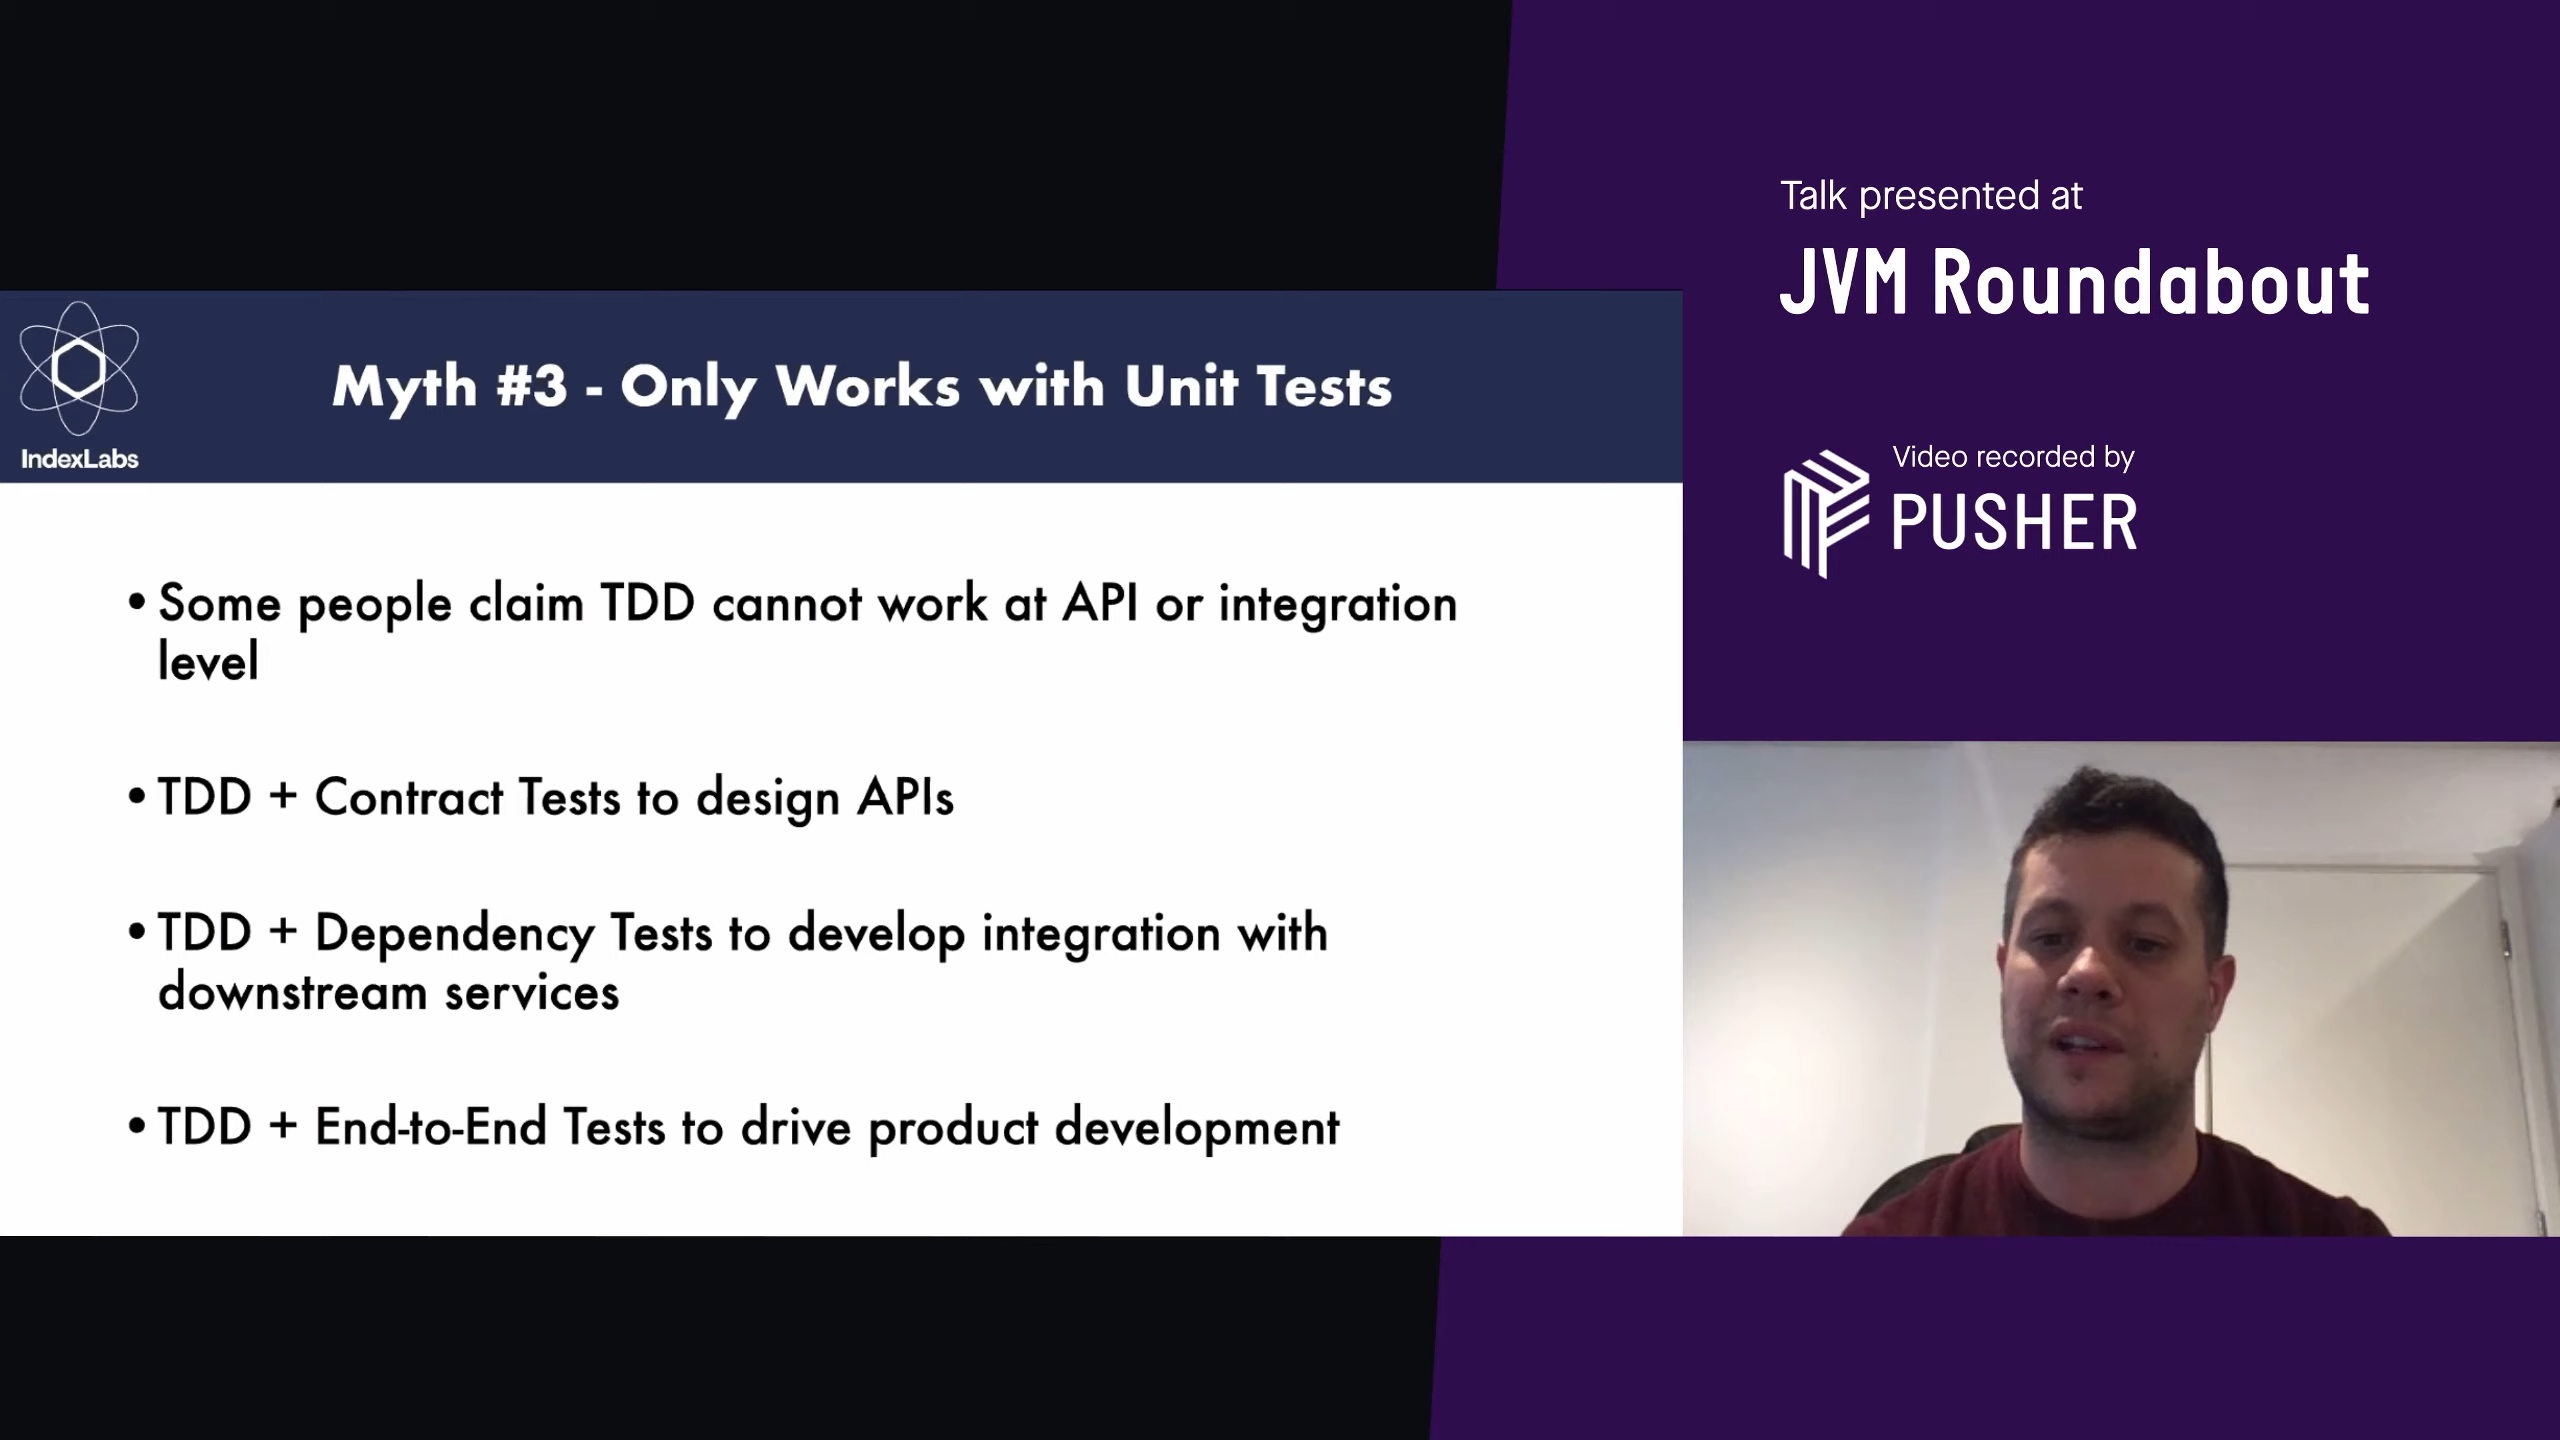 Talk presented at
JVM Roundabout
Video recorded by
PUSHER
IndexLabs
Myth #3 - Only Works with Unit Tests
• Some people claim TDD cannot work at API or integration
level
• TDD + Contract Tests to design APIs
• TDD + Dependency Tests to develop integration with
downstream services
• TDD + End-to-End Tests to drive product development